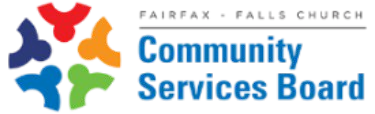 FAIRFAX - FALLS CHURCH
Community
Services Board